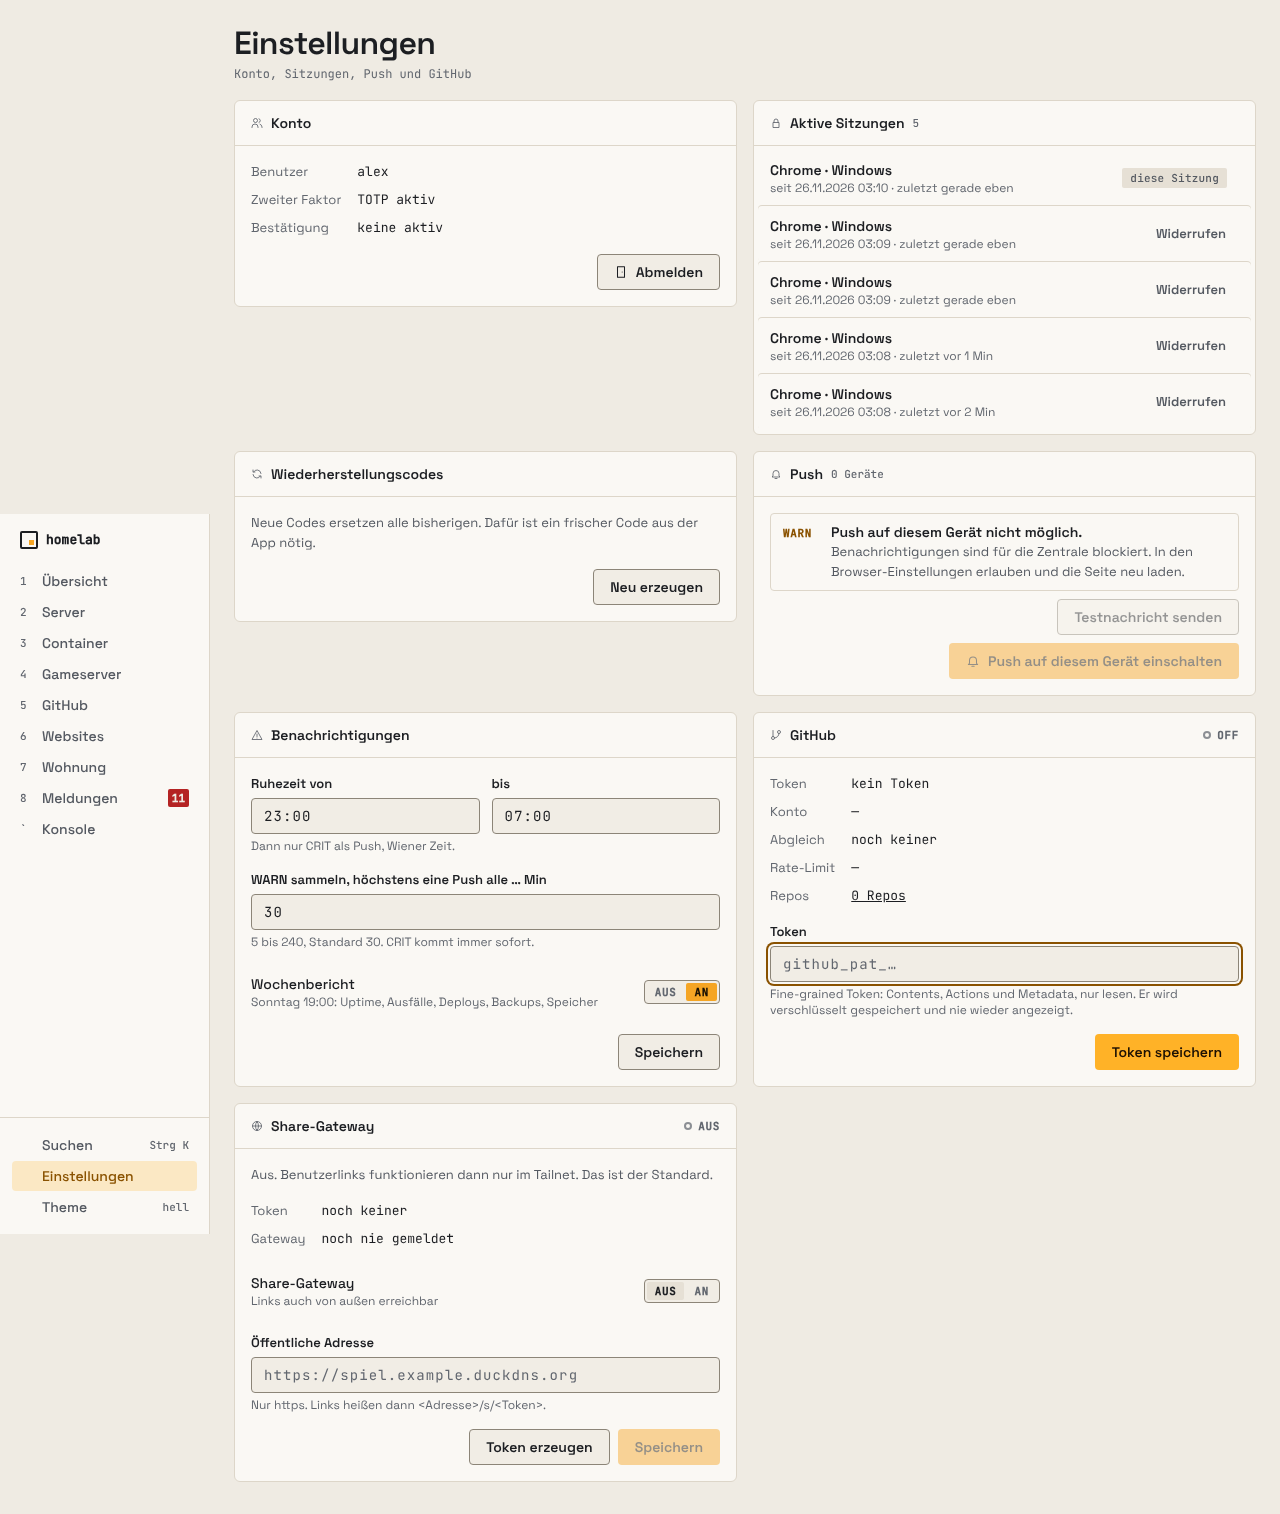 Einstellungen
Konto, Sitzungen, Push und GitHub
Konto
Benutzer alex
Zweiter Faktor TOTP aktiv
Bestätigung keine aktiv
Abmelden
Aktive Sitzungen 5
Chrome · Windows
seit 26.11.2026 03:10 · zuletzt gerade eben
diese Sitzung
Chrome · Windows
seit 26.11.2026 03:09 · zuletzt gerade eben
Widerrufen
Chrome · Windows
seit 26.11.2026 03:09 · zuletzt gerade eben
Widerrufen
Chrome · Windows
seit 26.11.2026 03:08 · zuletzt vor 1 Min
Widerrufen
Chrome · Windows
seit 26.11.2026 03:08 · zuletzt vor 2 Min
Widerrufen
Wiederherstellungscodes
Neue Codes ersetzen alle bisherigen. Dafür ist ein frischer Code aus der
App nötig.
Neu erzeugen
Push 0 Geräte
WARN
Push auf diesem Gerät nicht möglich.
Benachrichtigungen sind für die Zentrale blockiert. In den
Browser-Einstellungen erlauben und die Seite neu laden.
Testnachricht senden
Push auf diesem Gerät einschalten
homelab
1 Übersicht
2 Server
3 Container
4 Gameserver
5 GitHub
6 Websites
7 Wohnung
8 Meldungen 11
` Konsole
Suchen Strg K
Einstellungen
Theme hell
Benachrichtigungen
Ruhezeit von
23:00
bis
07:00
Dann nur CRIT als Push, Wiener Zeit.
WARN sammeln, höchstens eine Push alle … Min
30
5 bis 240, Standard 30. CRIT kommt immer sofort.
Wochenbericht
Sonntag 19:00: Uptime, Ausfälle, Deploys, Backups, Speicher
AUS AN
Speichern
GitHub OFF
Token kein Token
Konto —
Abgleich noch keiner
Rate-Limit —
Repos 0 Repos
Token
github_pat_…
Fine-grained Token: Contents, Actions und Metadata, nur lesen. Er wird
verschlüsselt gespeichert und nie wieder angezeigt.
Token speichern
Share-Gateway AUS
Aus. Benutzerlinks funktionieren dann nur im Tailnet. Das ist der Standard.
Token noch keiner
Gateway noch nie gemeldet
Share-Gateway
Links auch von außen erreichbar
AUS AN
Öffentliche Adresse
https://spiel.example.duckdns.org
Nur https. Links heißen dann <Adresse>/s/<Token>.
Token erzeugen
Speichern